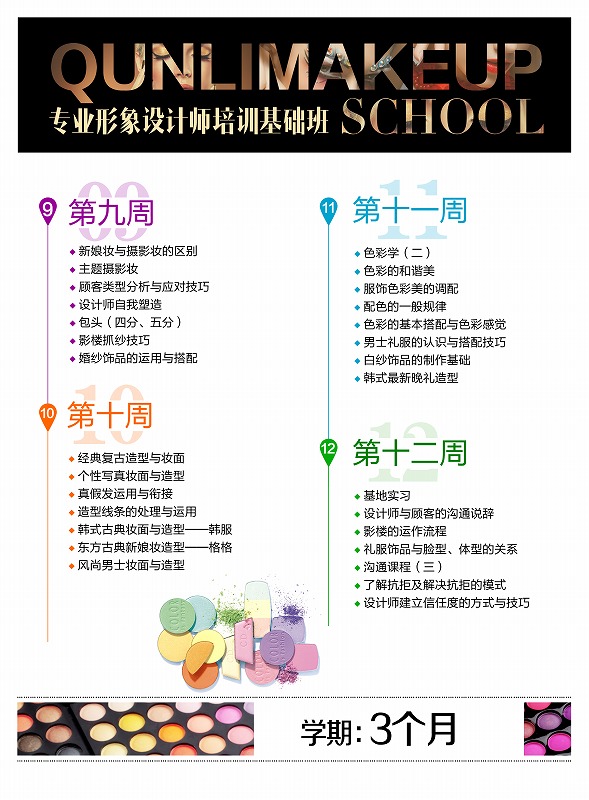 QUNLIMAKEUP
专业形象设计师培训基础班 SCHOOL
09
9 第九周
新娘妆与摄影妆的区别
主题摄影妆
顾客类型分析与应对技巧
设计师自我塑造
包头（四分、五分）
影楼抓纱技巧
婚纱饰品的运用与搭配
10
10 第十周
经典复古造型与妆面
个性写真妆面与造型
真假发运用与衔接
造型线条的处理与运用
韩式古典妆面与造型——韩服
东方古典新娘妆造型——格格
风尚男士妆面与造型
11
11 第十一周
色彩学（二）
色彩的和谐美
服饰色彩美的调配
配色的一般规律
色彩的基本搭配与色彩感觉
男士礼服的认识与搭配技巧
白纱饰品的制作基础
韩式最新晚礼造型
12
12 第十二周
基地实习
设计师与顾客的沟通说辞
影楼的运作流程
礼服饰品与脸型、体型的关系
沟通课程（三）
了解抗拒及解决抗拒的模式
设计师建立信任度的方式与技巧
学期：3个月